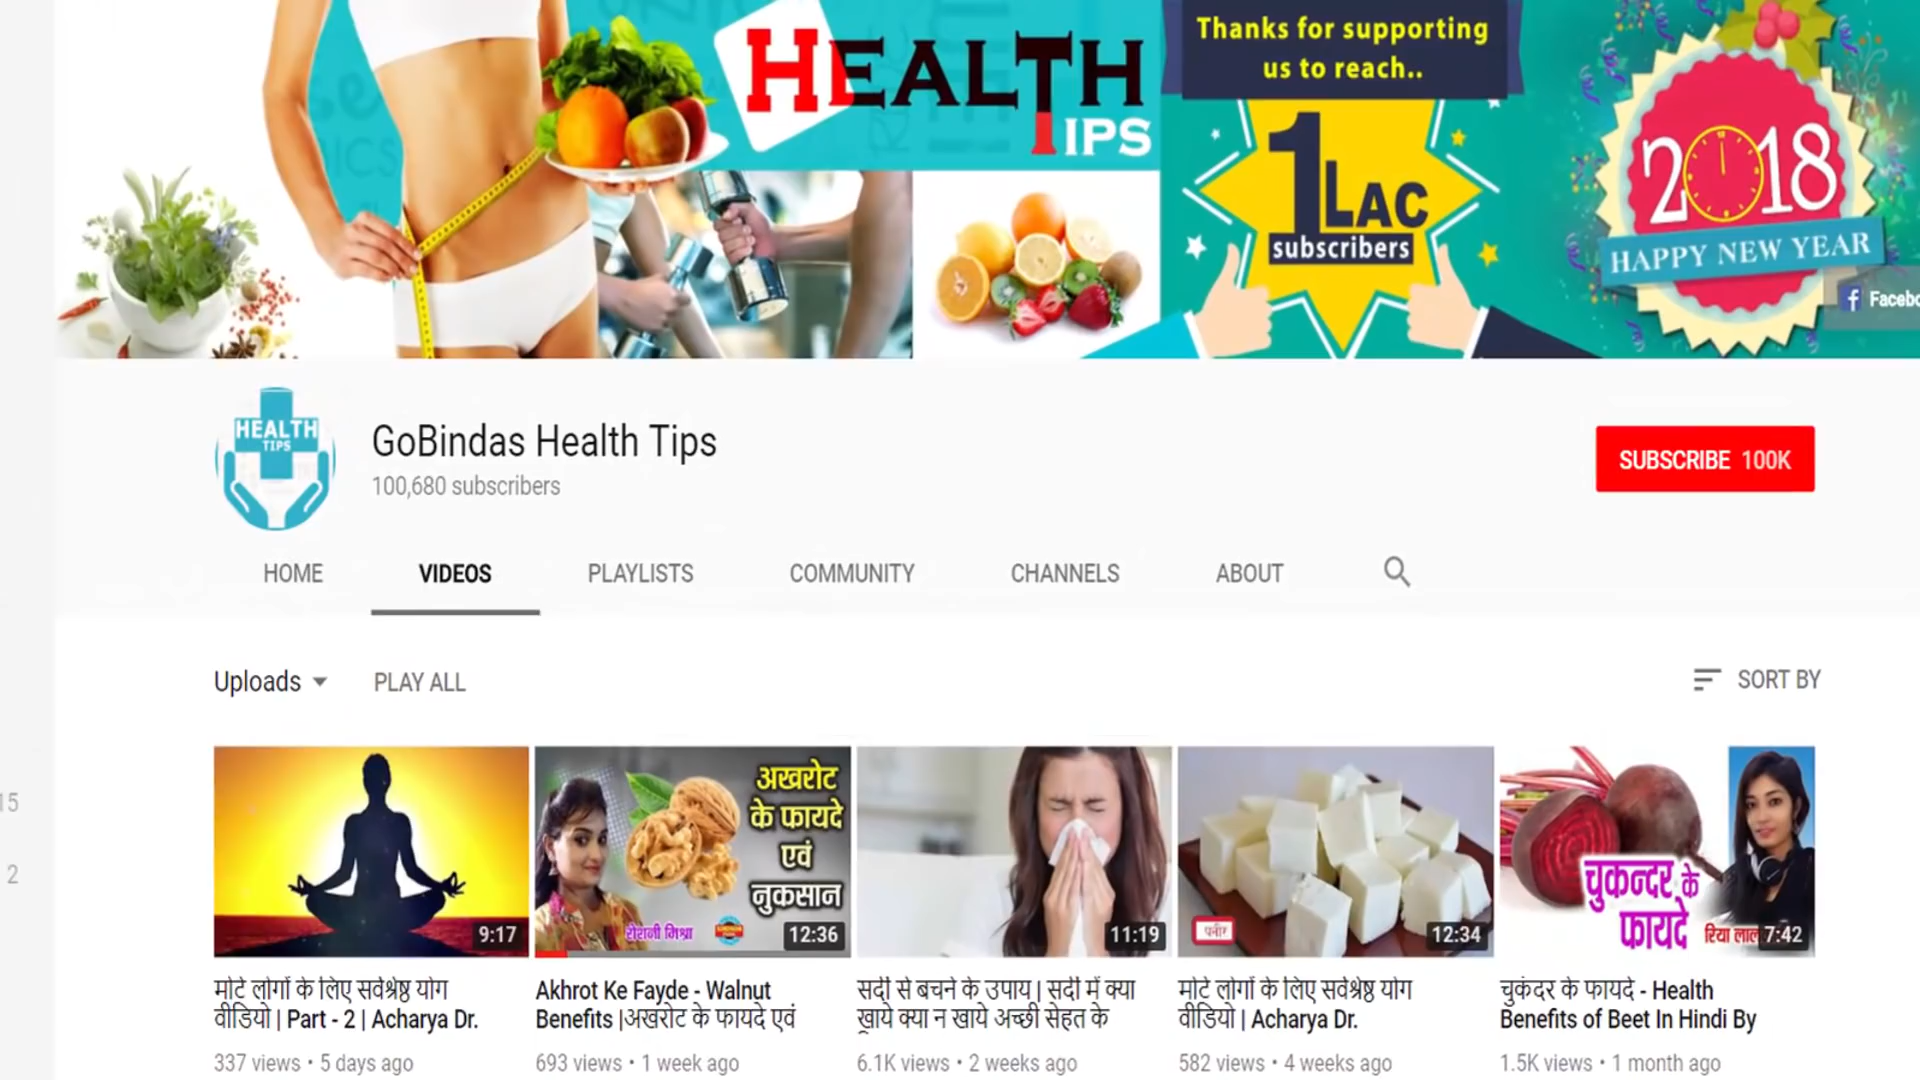 HEALTH
TIPS
Thanks for supporting
us to reach..
1 LAC
subscribers
2018
HAPPY NEW YEAR
HEALTH
TIPS
GoBindas Health Tips
100,680 subscribers
SUBSCRIBE 100K
HOME VIDEOS PLAYLISTS COMMUNITY CHANNELS ABOUT
Uploads PLAY ALL SORT BY
15
2
9:17
अखरोट
के फायदे
एवं
नुकसान
रोशनी मिश्रा
12:36
11:19
पनीर
12:34
चुकन्दर के
फायदे
रिया लाल
7:42
मोटे लोगों के लिए सर्वश्रेष्ठ योग
वीडियो | Part - 2 | Acharya Dr.
337 views • 5 days ago
Akhrot Ke Fayde - Walnut
Benefits |अखरोट के फायदे एवं
693 views • 1 week ago
सर्दी से बचने के उपाय | सर्दी में क्या
खाये क्या न खाये अच्छी सेहत के
6.1K views • 2 weeks ago
मोटे लोगों के लिए सर्वश्रेष्ठ योग
वीडियो | Acharya Dr.
582 views • 4 weeks ago
चुकंदर के फायदे - Health
Benefits of Beet In Hindi By
1.5K views • 1 month ago